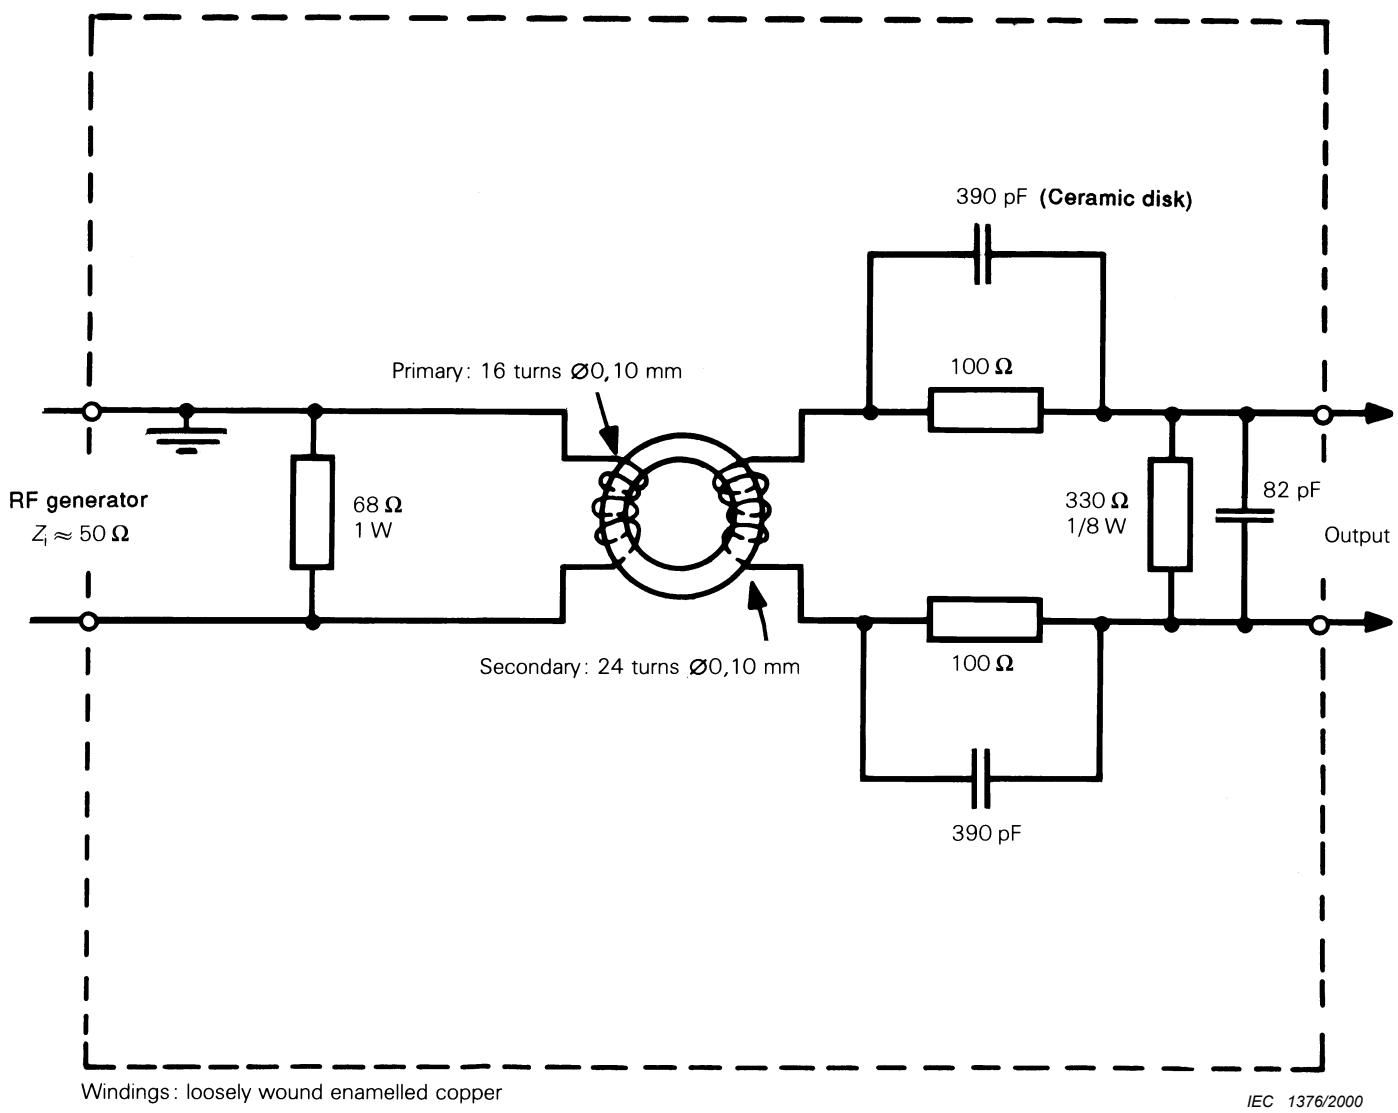 390 pF (Ceramic disk)
Primary: 16 turns Ø0,10 mm
100 Ω
RF generator
Zi ≈ 50 Ω
68 Ω
1 W
330 Ω
1/8 W
82 pF
Output
Secondary: 24 turns Ø0,10 mm
100 Ω
390 pF
Windings: loosely wound enamelled copper
IEC 1376/2000